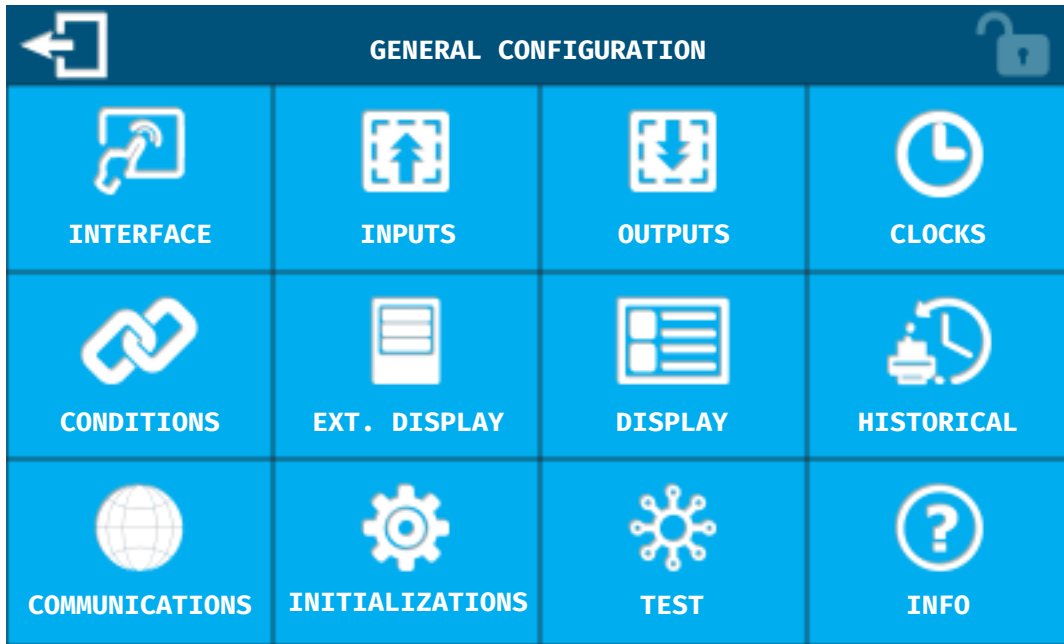 GENERAL CONFIGURATION
INTERFACE
INPUTS
OUTPUTS
CLOCKS
CONDITIONS
EXT. DISPLAY
DISPLAY
HISTORICAL
COMMUNICATIONS
INITIALIZATIONS
TEST
?
INFO